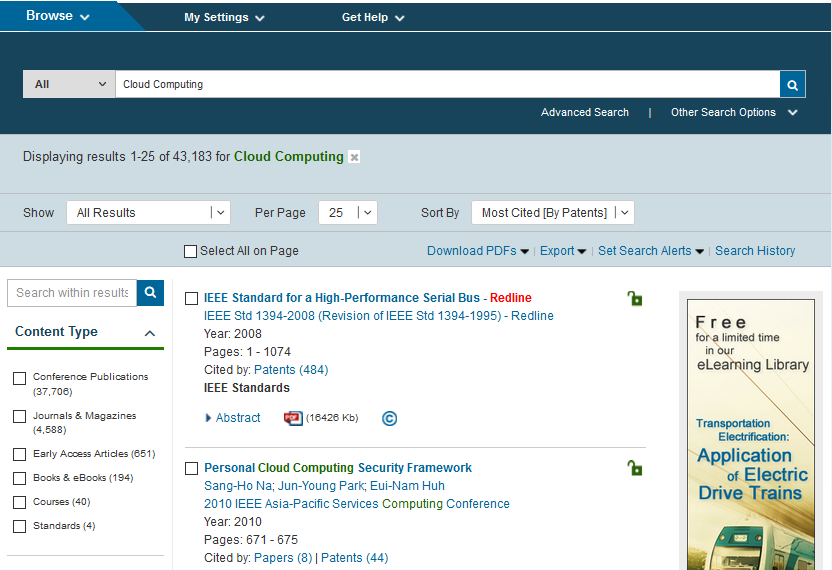 Browse My Settings Get Help
All Cloud Computing
Advanced Search | Other Search Options
Displaying results 1-25 of 43,183 for Cloud Computing
Show All Results Per Page 25 Sort By Most Cited [By Patents]
Select All on Page Download PDFs | Export | Set Search Alerts | Search History
Search within results
Content Type
Conference Publications
(37,706)
Journals & Magazines
(4,588)
Early Access Articles (651)
Books & eBooks (194)
Courses (40)
Standards (4)
IEEE Standard for a High-Performance Serial Bus - Redline
IEEE Std 1394-2008 (Revision of IEEE Std 1394-1995) - Redline
Year: 2008
Pages: 1 - 1074
Cited by: Patents (484)
IEEE Standards
Abstract PDF (16426 Kb) ©
Personal Cloud Computing Security Framework
Sang-Ho Na; Jun-Young Park; Eui-Nam Huh
2010 IEEE Asia-Pacific Services Computing Conference
Year: 2010
Pages: 671 - 675
Cited by: Papers (8) | Patents (44)
Free
for a limited time
in our
eLearning Library
Transportation
Electrification:
Application
of Electric
Drive Trains